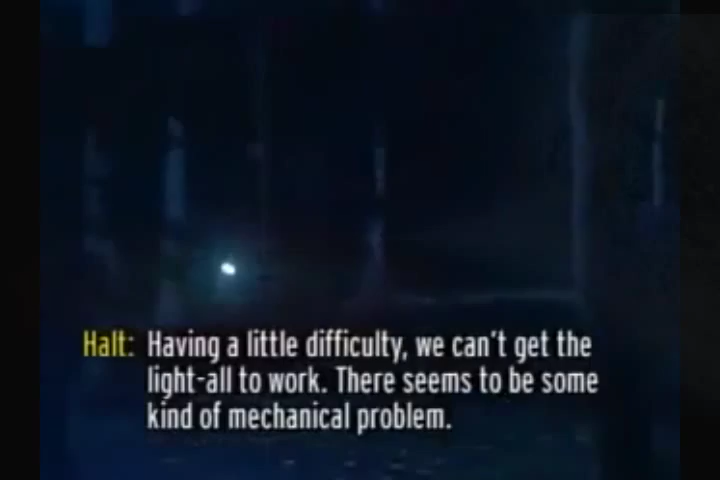 Halt: Having a little difficulty, we can't get the
light-all to work. There seems to be some
kind of mechanical problem.